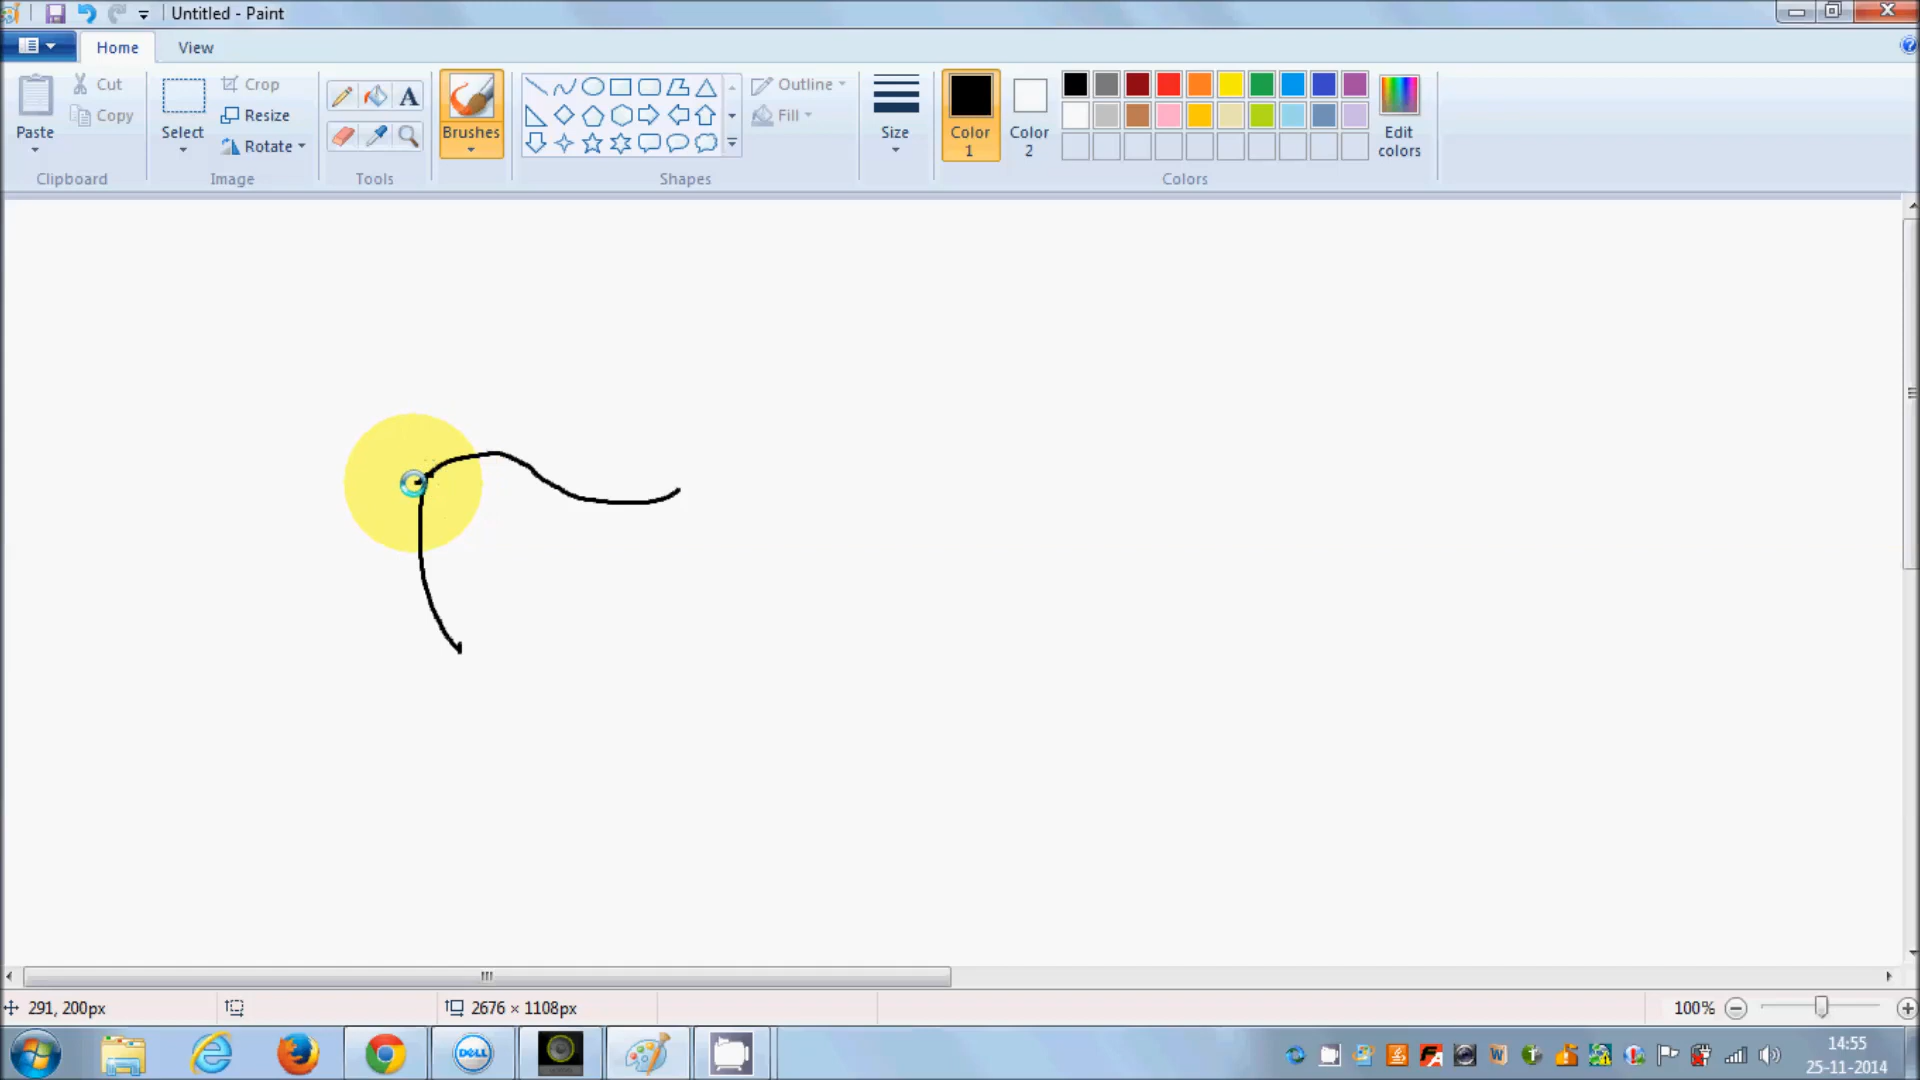 Untitled - Paint
Home View
Paste
Cut
Copy
Clipboard
Select
Crop
Resize
Rotate
Image
A
Tools
Brushes
Shapes
Outline
Fill
Size
Color
1
Color
2
Edit
colors
Colors
291, 200px
2676 × 1108px
100%
DELL
14:55
25-11-2014